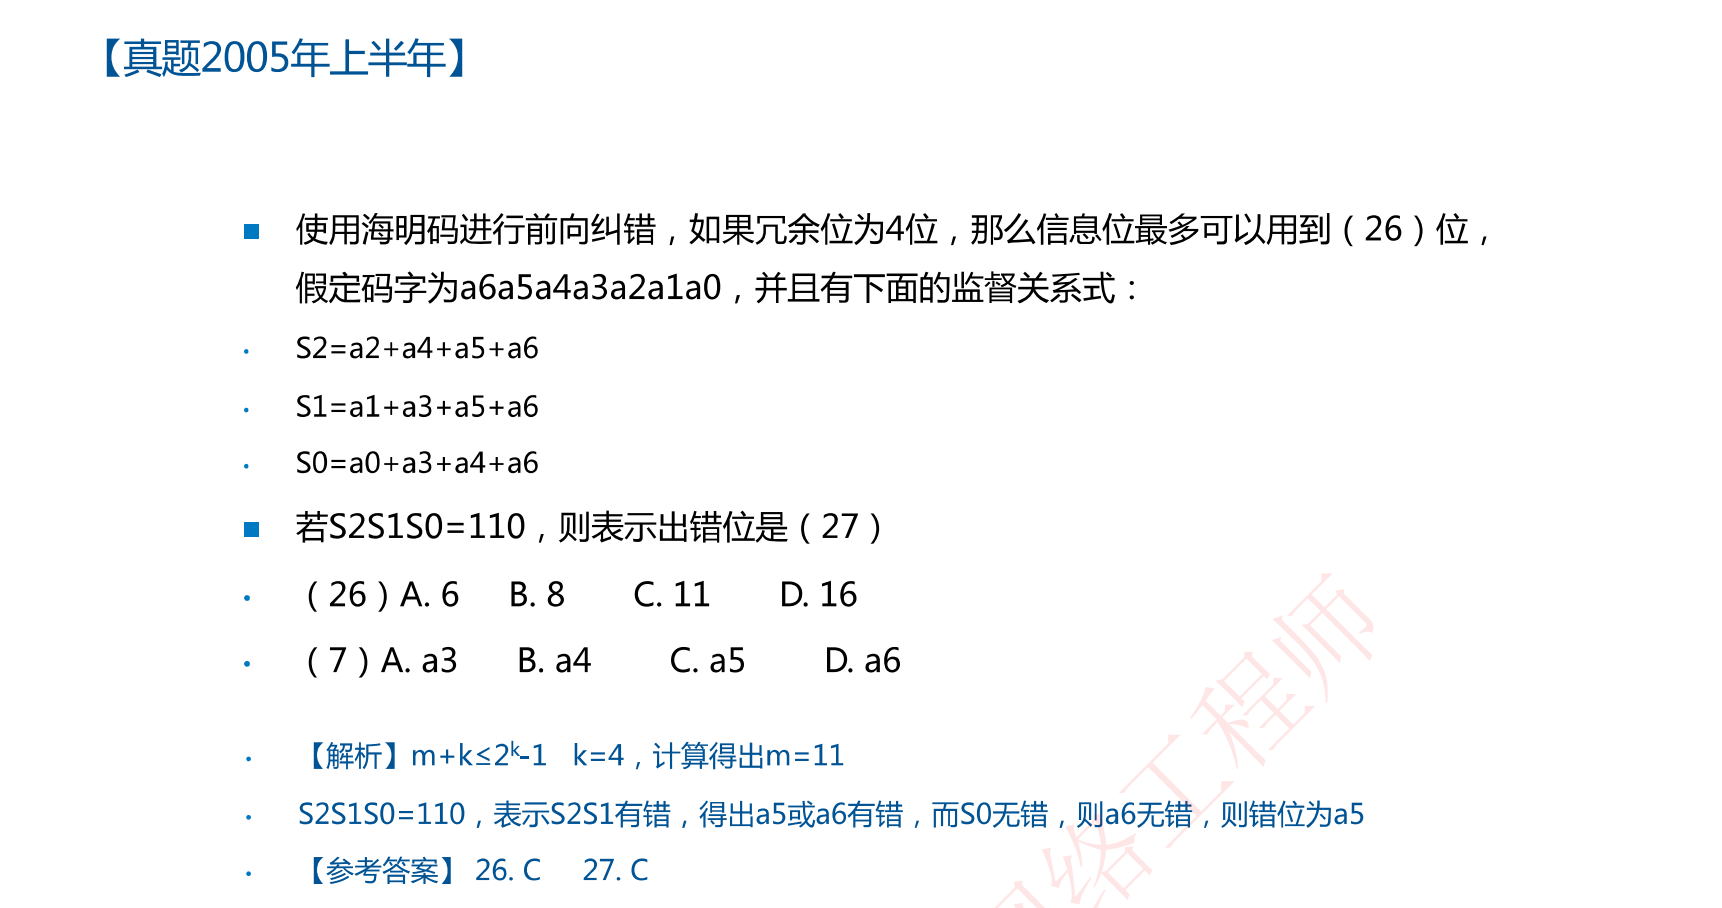 【真题2005年上半年】
■ 使用海明码进行前向纠错，如果冗余位为4位，那么信息位最多可以用到（26）位，
假定码字为a6a5a4a3a2a1a0，并且有下面的监督关系式：
• S2=a2+a4+a5+a6
• S1=a1+a3+a5+a6
• S0=a0+a3+a4+a6
■ 若S2S1S0=110，则表示出错位是（27）
• （26）A. 6 B. 8 C. 11 D. 16
• （7）A. a3 B. a4 C. a5 D. a6
• 【解析】m+k≤2ᵏ-1 k=4，计算得出m=11
• S2S1S0=110，表示S2S1有错，得出a5或a6有错，而S0无错，则a6无错，则错位为a5
• 【参考答案】 26. C 27. C
络工程师